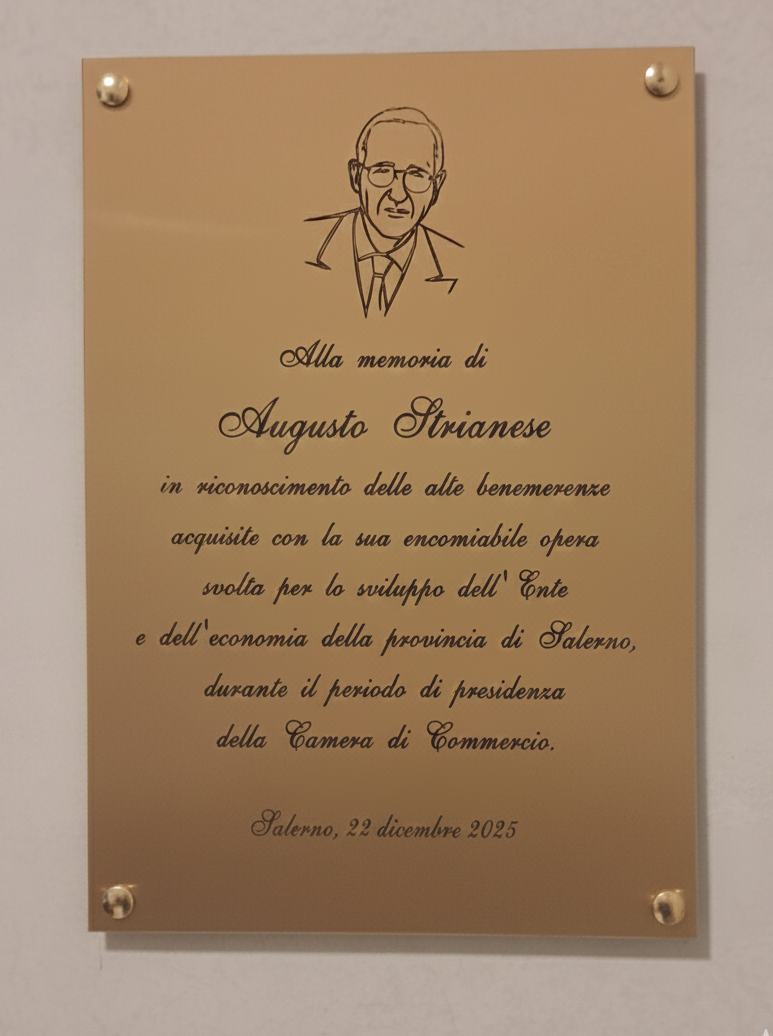 Alla memoria di
Augusto Strianese
in riconoscimento delle alte benemerenze
acquisite con la sua encomiabile opera
svolta per lo sviluppo dell' Ente
e dell'economia della provincia di Salerno,
durante il periodo di presidenza
della Camera di Commercio.
Salerno, 22 dicembre 2025